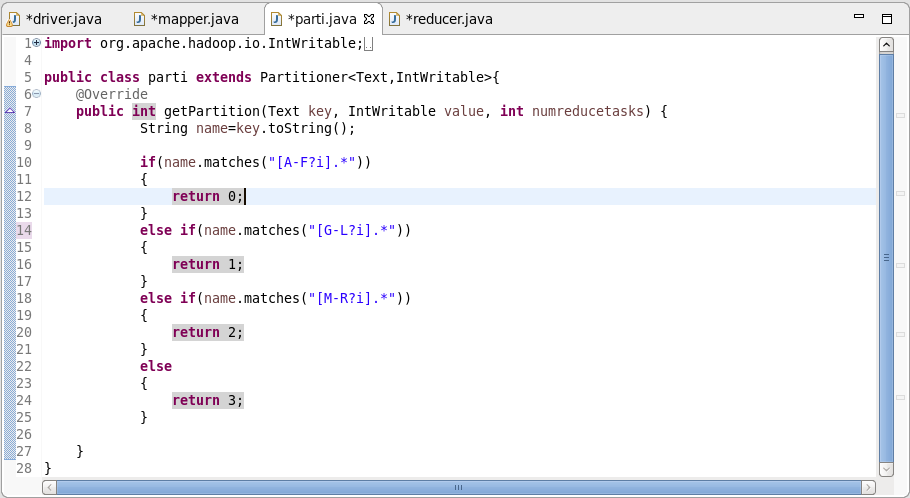 *driver.java *mapper.java *parti.java *reducer.java
1 import org.apache.hadoop.io.IntWritable;
4
5 public class parti extends Partitioner<Text,IntWritable>{
6 @Override
7 public int getPartition(Text key, IntWritable value, int numreducetasks) {
8 String name=key.toString();
9
10 if(name.matches("[A-F?i].*"))
11 {
12 return 0;
13 }
14 else if(name.matches("[G-L?i].*"))
15 {
16 return 1;
17 }
18 else if(name.matches("[M-R?i].*"))
19 {
20 return 2;
21 }
22 else
23 {
24 return 3;
25 }
26
27 }
28 }